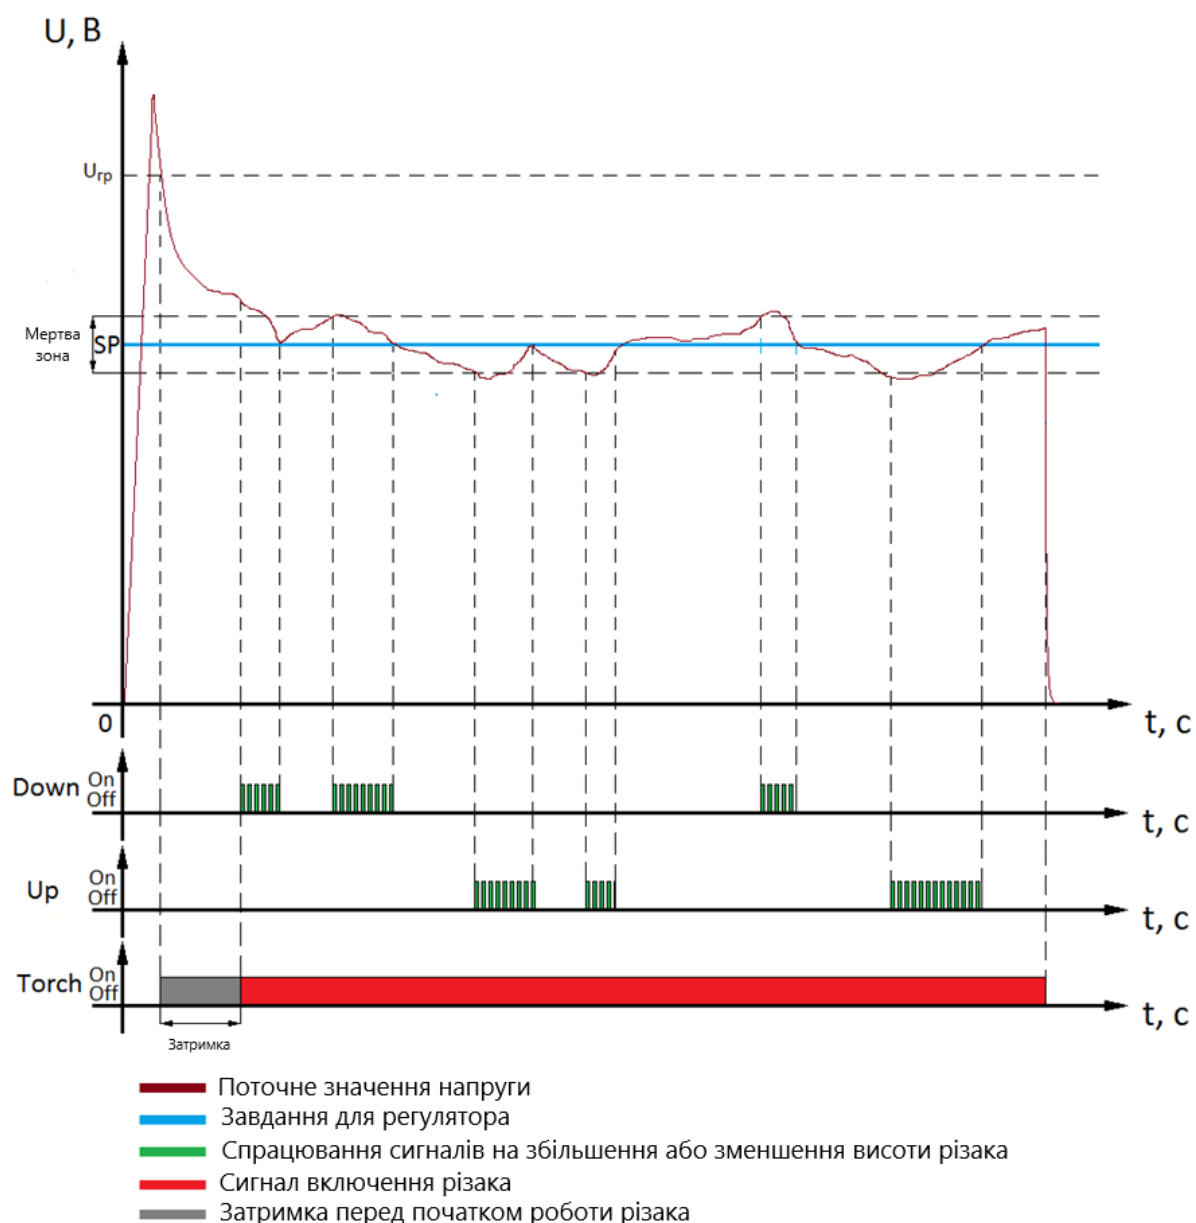 U, В
Uгр
Мертва
зона
SP
0
t, c
Down
On
Off
t, c
Up
On
Off
t, c
Torch
On
Off
t, c
Затримка
Поточне значення напруги
Завдання для регулятора
Спрацювання сигналів на збільшення або зменшення висоти різака
Сигнал включення різака
Затримка перед початком роботи різака